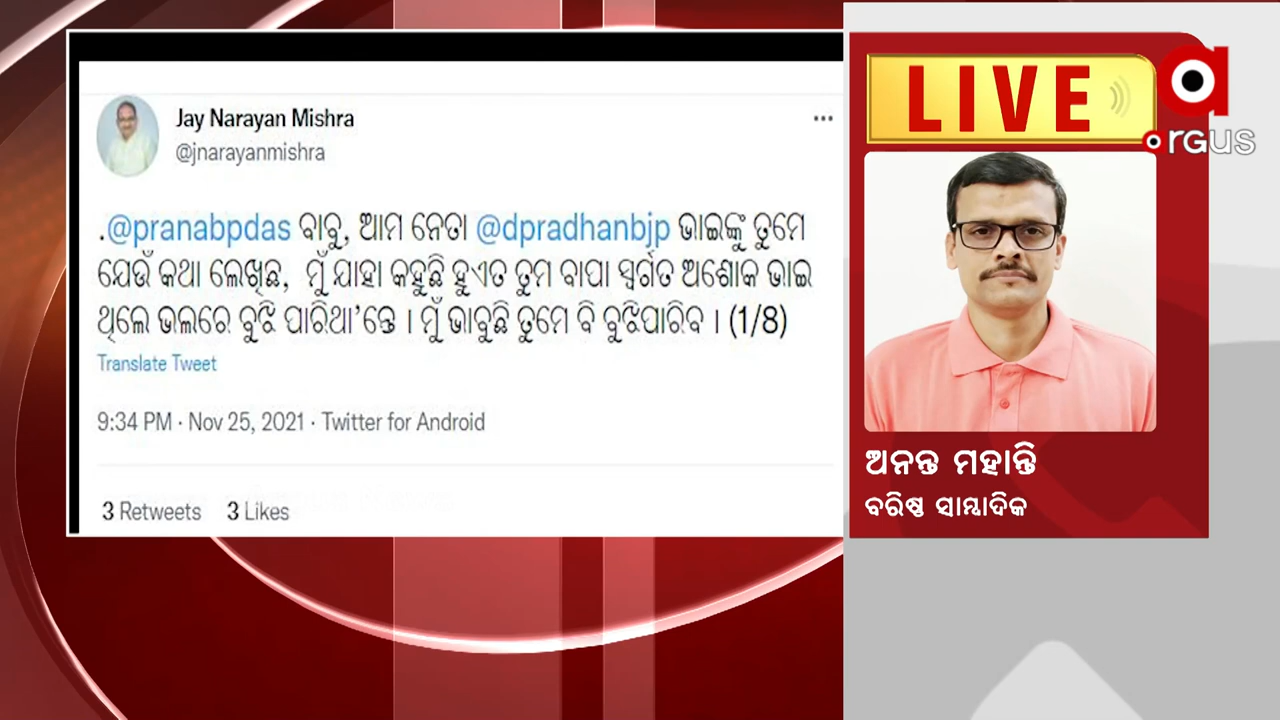 Jay Narayan Mishra
@jnarayanmishra
.@pranabpdas ବାବୁ, ଆମ ନେତା @dpradhanbjp ଭାଇଙ୍କୁ ତୁମେ
ଯେଉଁ କଥା ଲେଖିଛ, ମୁଁ ଯାହା କହୁଛି ହୁଏତ ତୁମ ବାପା ସ୍ୱର୍ଗତ ଅଶୋକ ଭାଇ
ଥିଲେ ଭଲରେ ବୁଝି ପାରିଥା'ନ୍ତେ । ମୁଁ ଭାବୁଛି ତୁମେ ବି ବୁଝିପାରିବ । (1/8)
Translate Tweet
9:34 PM · Nov 25, 2021 · Twitter for Android
3 Retweets 3 Likes
LIVE
argus
ଅନନ୍ତ ମହାନ୍ତି
ବରିଷ୍ଠ ସାମ୍ବାଦିକ